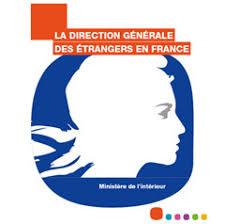 LA DIRECTION GÉNÉRALE
DES ÉTRANGERS EN FRANCE
Ministère de l'intérieur